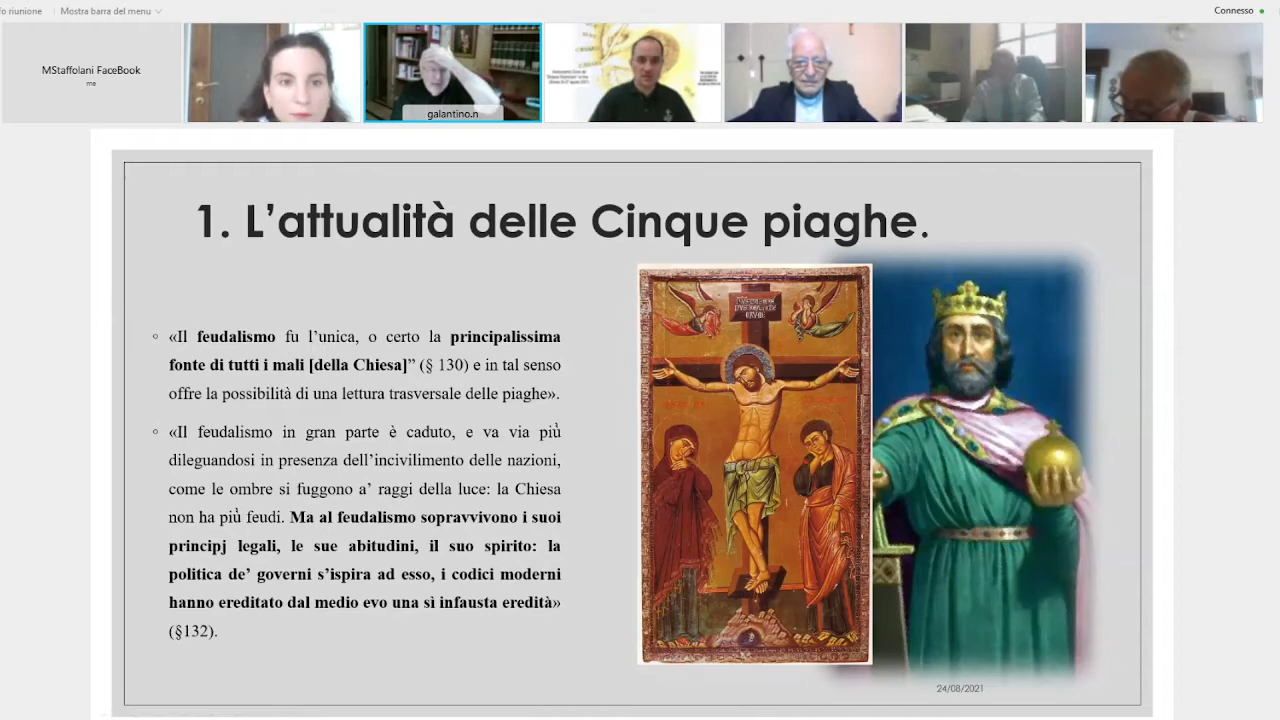 fo riunione
Mostra barra del menu
Connesso
MStaffolani FaceBook
me
galantino.n
1. L’attualità delle Cinque piaghe.
◦ «Il feudalismo fu l’unica, o certo la principalissima
fonte di tutti i mali [della Chiesa]” (§ 130) e in tal senso
offre la possibilità di una lettura trasversale delle piaghe».
◦ «Il feudalismo in gran parte è caduto, e va via più
dileguandosi in presenza dell’incivilimento delle nazioni,
come le ombre si fuggono a’ raggi della luce: la Chiesa
non ha più feudi. Ma al feudalismo sopravvivono i suoi
principj legali, le sue abitudini, il suo spirito: la
politica de’ governi s’ispira ad esso, i codici moderni
hanno ereditato dal medio evo una sì infausta eredità»
(§132).
24/08/2021